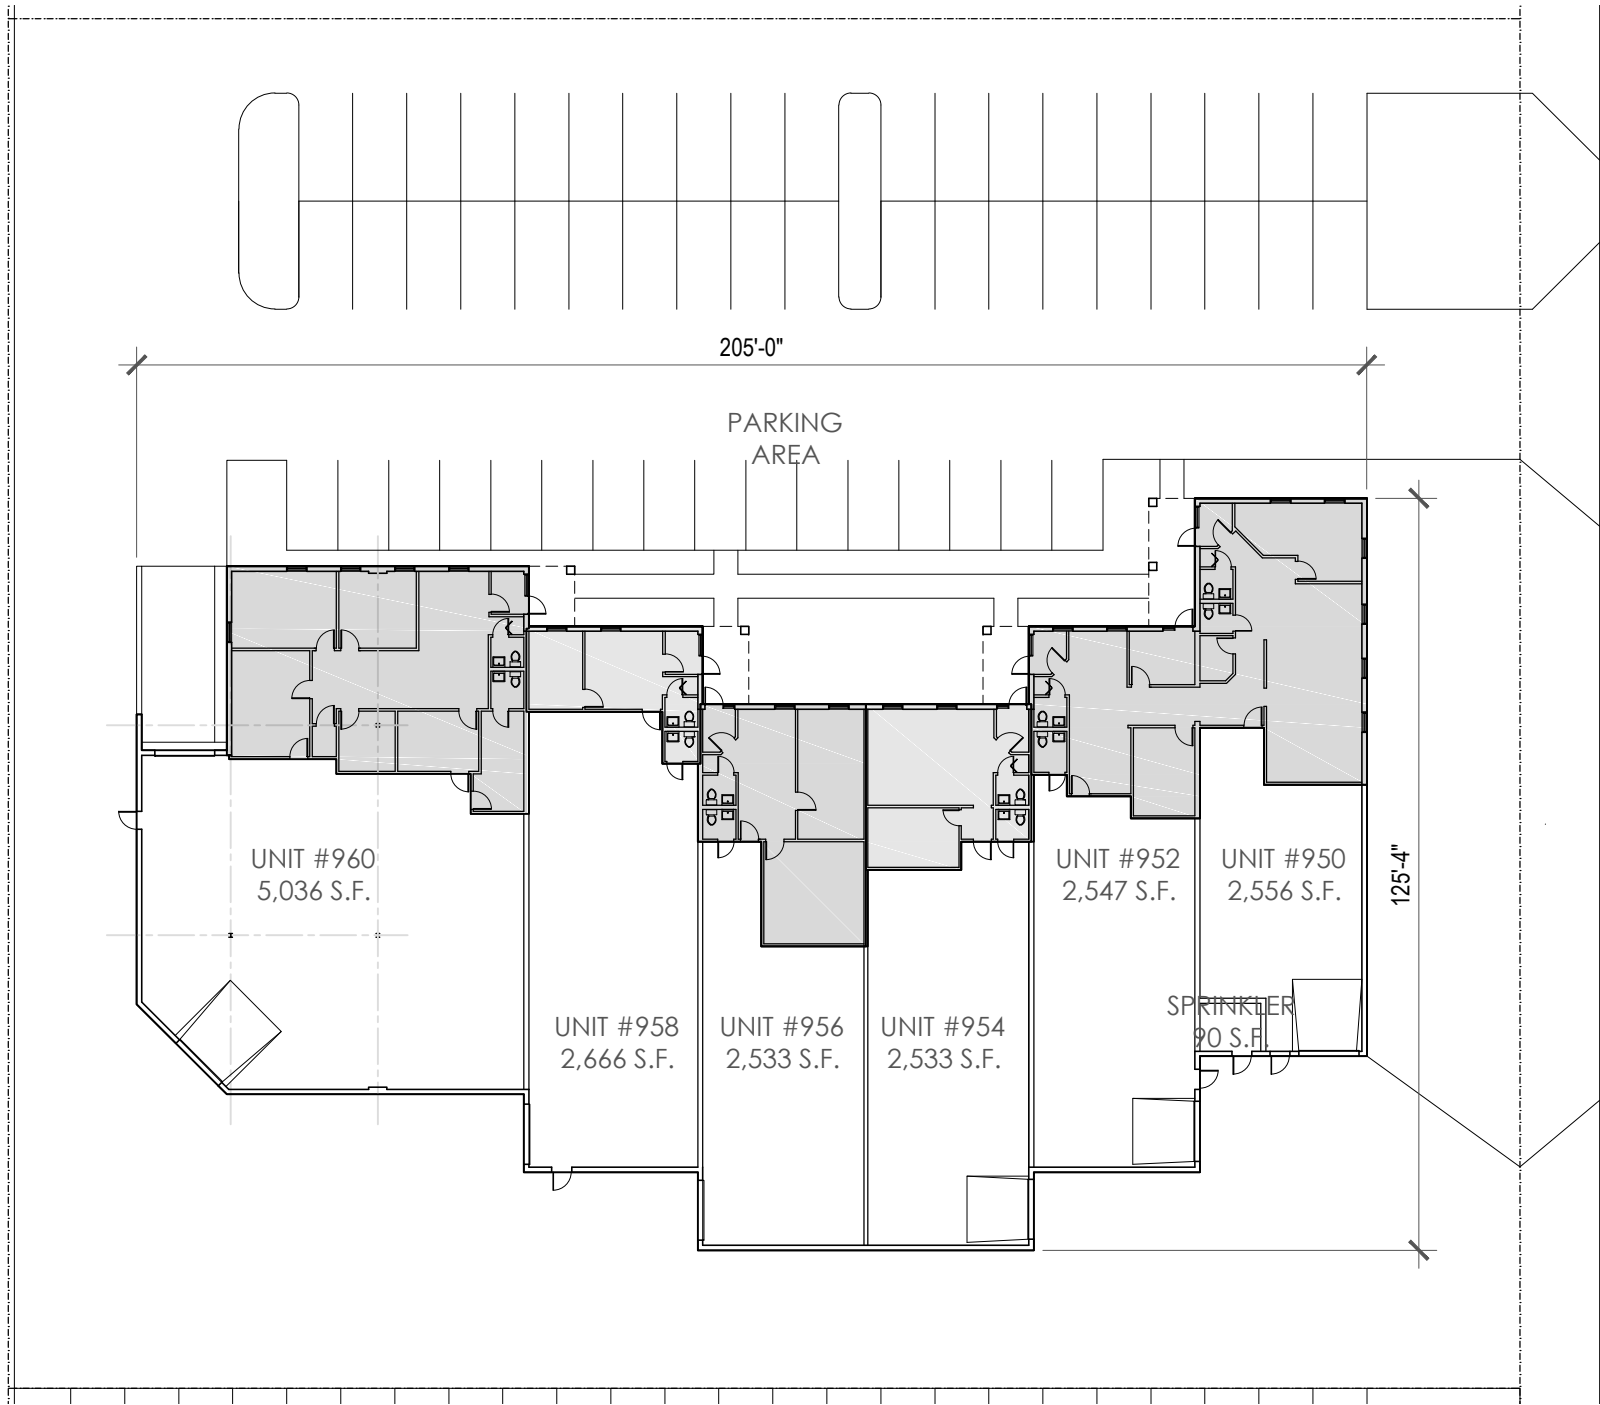 205'-0"
PARKING
AREA
UNIT #960
5,036 S.F.
UNIT #952
2,547 S.F.
UNIT #950
2,556 S.F.
125'-4"
SPRINKLER
90 S.F.
UNIT #958
2,666 S.F.
UNIT #956
2,533 S.F.
UNIT #954
2,533 S.F.